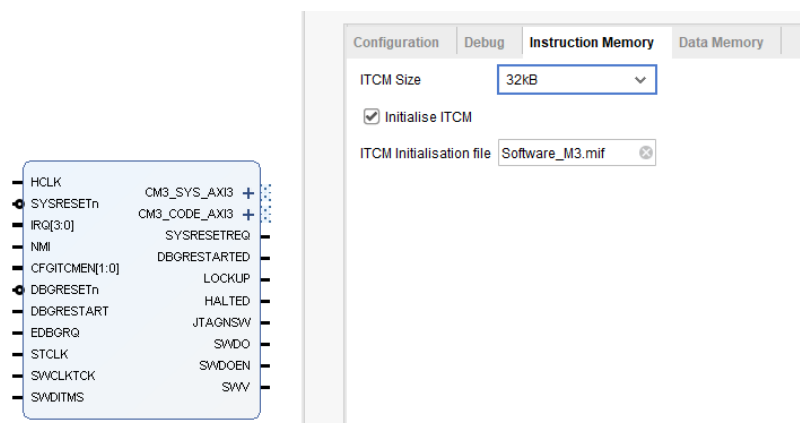 Configuration Debug Instruction Memory Data Memory
ITCM Size 32kB
Initialise ITCM
ITCM Initialisation file Software_M3.mif
HCLK
SYSRESETn
IRQ[3:0]
NMI
CFGITCMEN[1:0]
DBGRESETn
DBGRESTART
EDBGRQ
STCLK
SWCLKTCK
SWDITMS
CM3_SYS_AXI3
CM3_CODE_AXI3
SYSRESETREQ
DBGRESTARTED
LOCKUP
HALTED
JTAGNSW
SWDO
SWDOEN
SWV